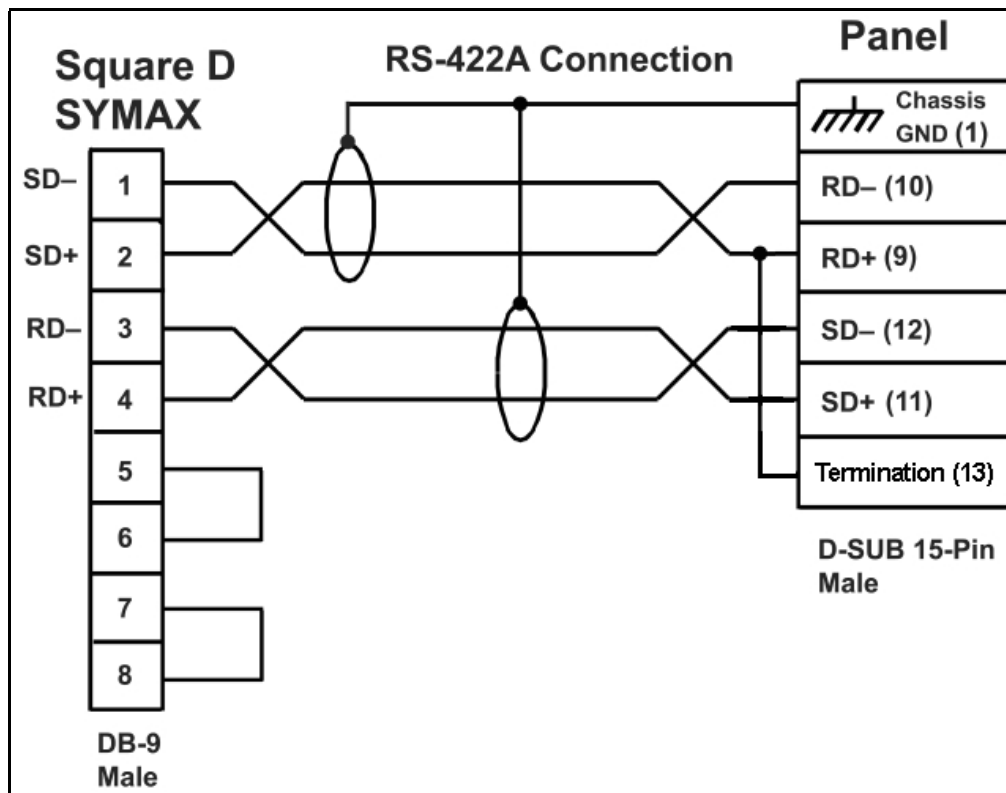 Square D
SYMAX
RS-422A Connection
Panel
Chassis
GND (1)
SD– 1
SD+ 2
RD– 3
RD+ 4
5
6
7
8
RD– (10)
RD+ (9)
SD– (12)
SD+ (11)
Termination (13)
DB-9
Male
D-SUB 15-Pin
Male